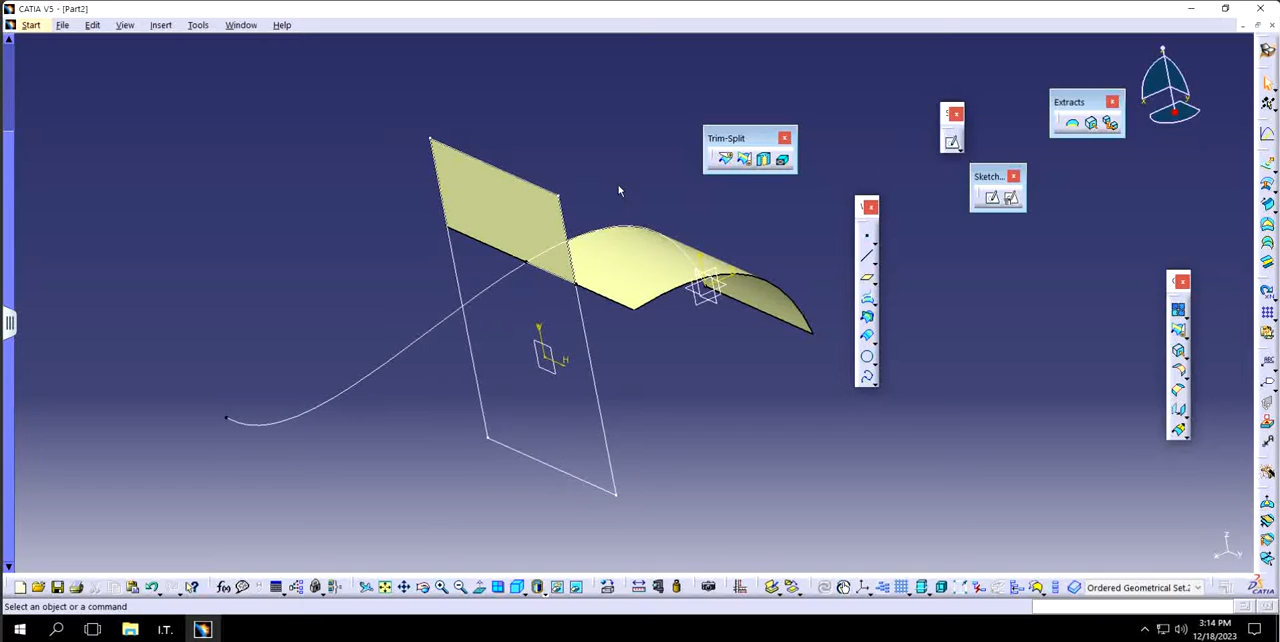 CATIA V5 - [Part2]
Start File Edit View Insert Tools Window Help
Extracts
Trim-Split
Sketch...
V
H
z
x
y
Ordered Geometrical Set.2
CATIA
Select an object or a command
I.T.
3:14 PM
12/18/2023